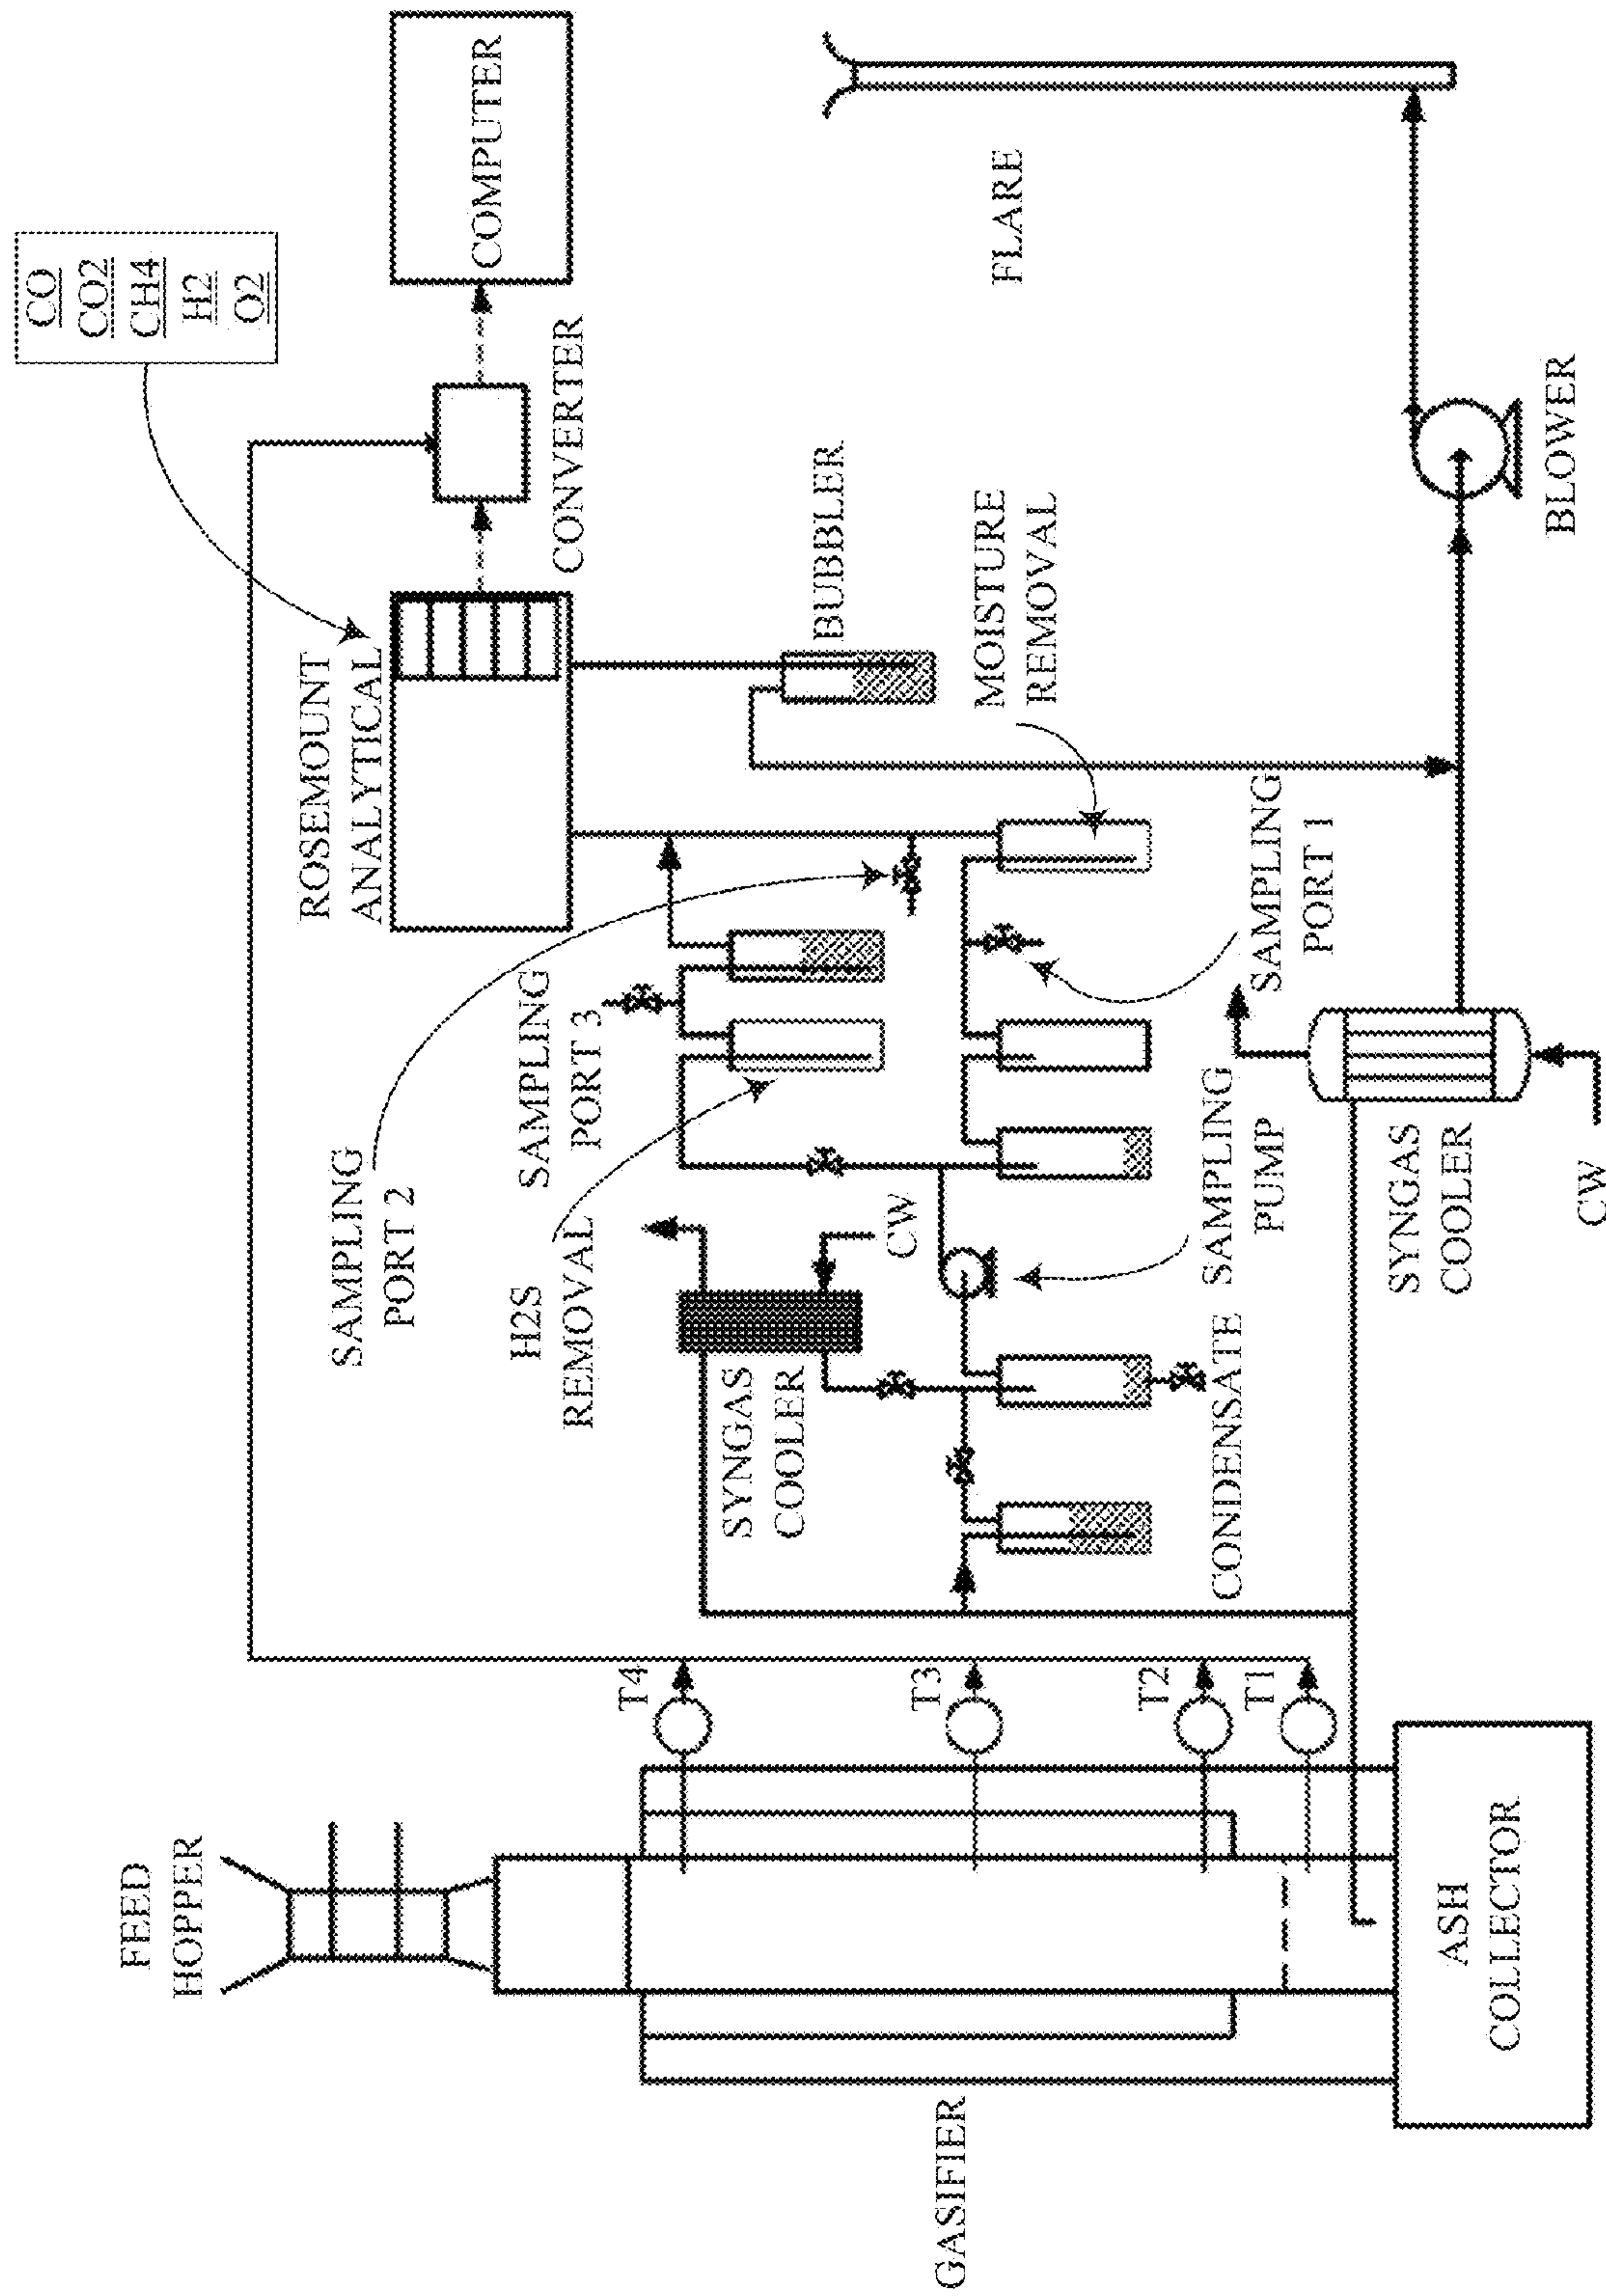 FEED
HOPPER
GASIFIER
ASH
COLLECTOR
T4
T3
T2
T1
SYNGAS
COOLER
CW
CONDENSATE
SAMPLING
PUMP
H2S
REMOVAL
SAMPLING
PORT 2
SAMPLING
PORT 3
SAMPLING
PORT 1
SYNGAS
COOLER
CW
MOISTURE
REMOVAL
BUBBLER
ROSEMOUNT
ANALYTICAL
CO
CO2
CH4
H2
O2
CONVERTER
COMPUTER
BLOWER
FLARE